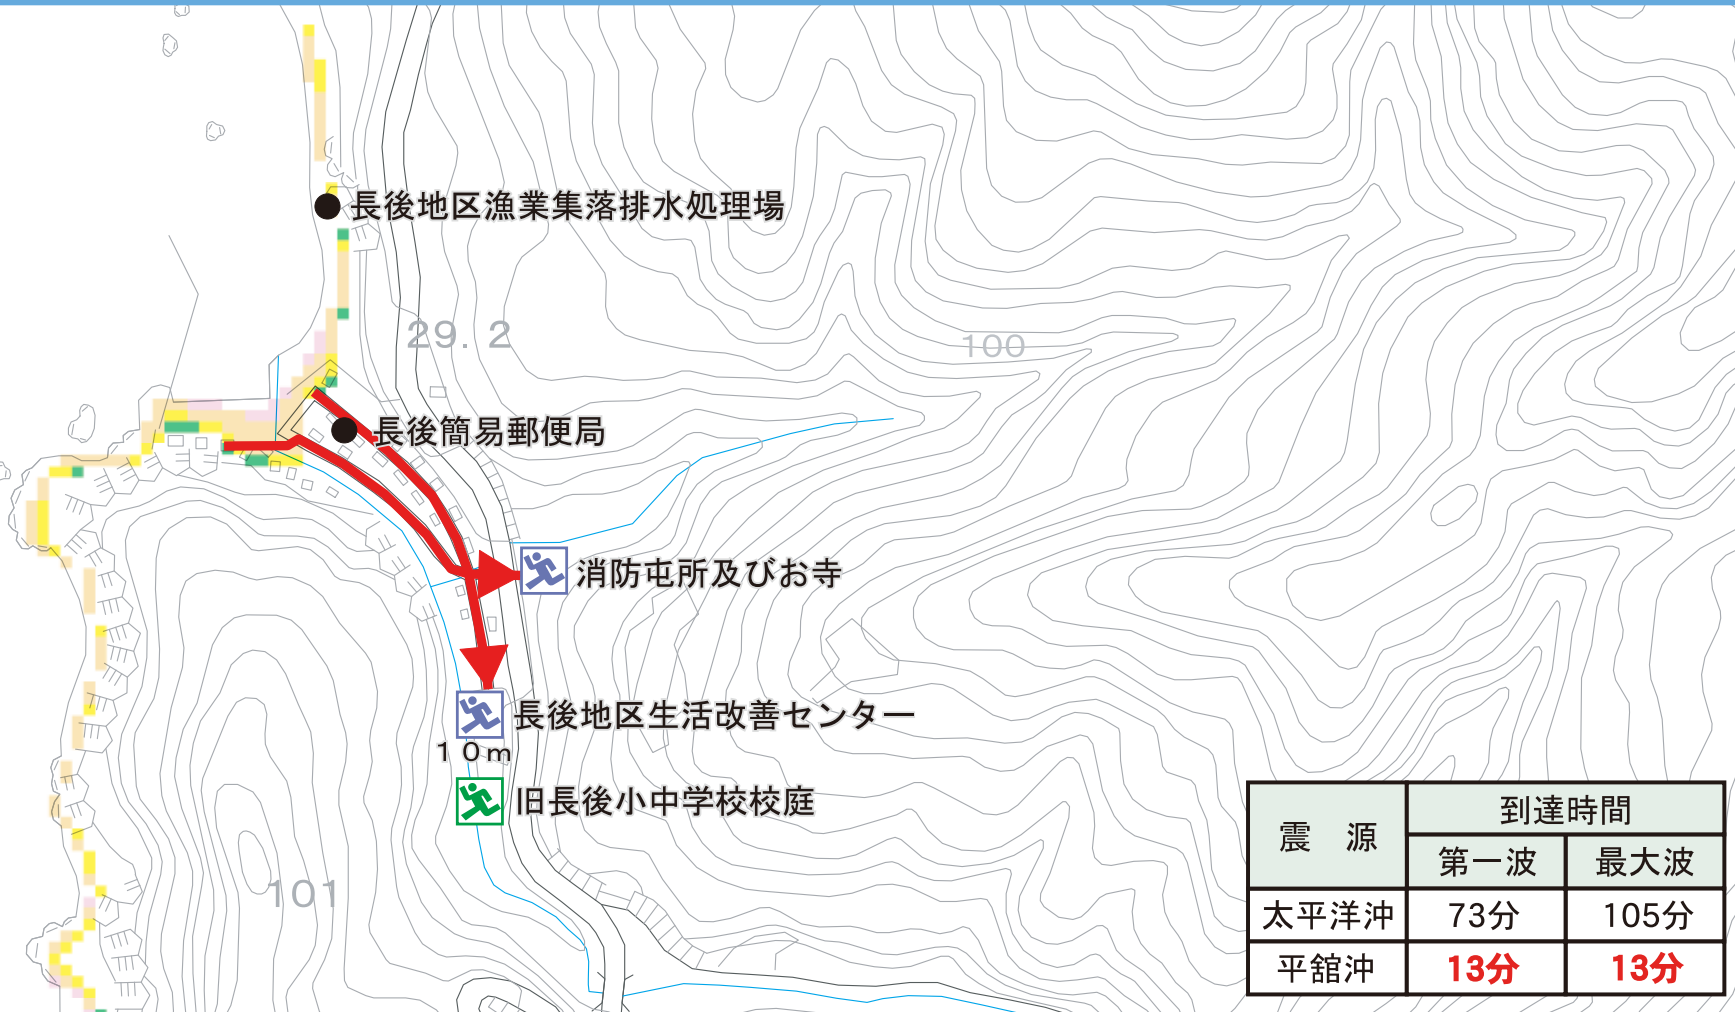 長後地区漁業集落排水処理場
29.2
100
長後簡易郵便局
消防屯所及びお寺
長後地区生活改善センター
10m
旧長後小中学校校庭
101
震　源
到達時間
第一波
最大波
太平洋沖
73分
105分
平舘沖
13分
13分